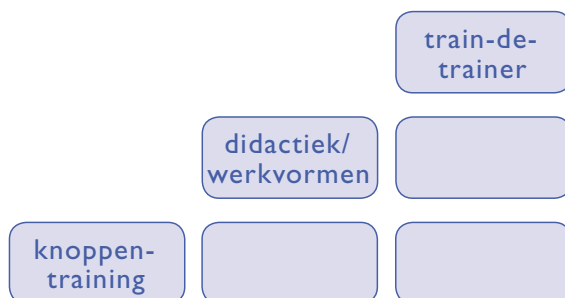 train-de-
trainer
didactiek/
werkvormen
knoppen-
training